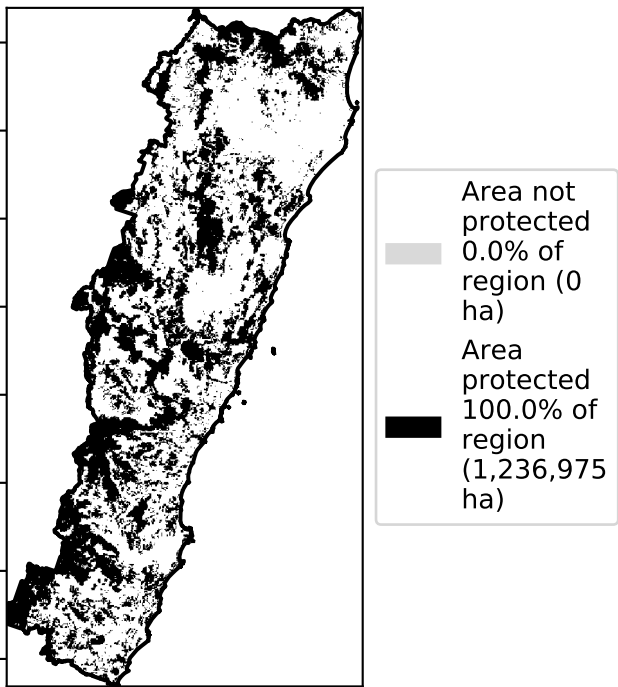 Area not
protected
0.0% of
region (0
ha)
Area
protected
100.0% of
region
(1,236,975
ha)